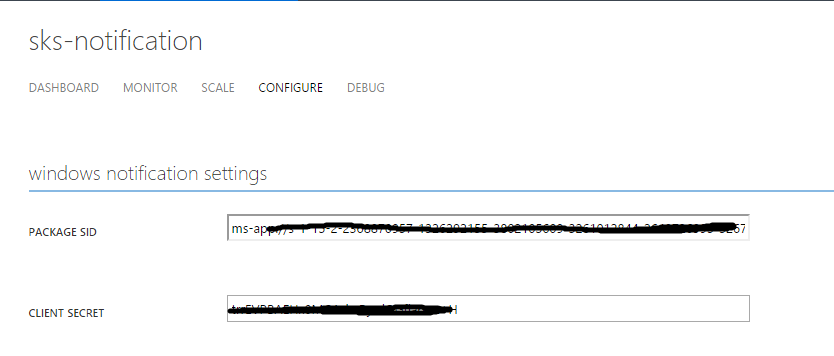 sks-notification
DASHBOARD MONITOR SCALE CONFIGURE DEBUG
windows notification settings
PACKAGE SID
CLIENT SECRET